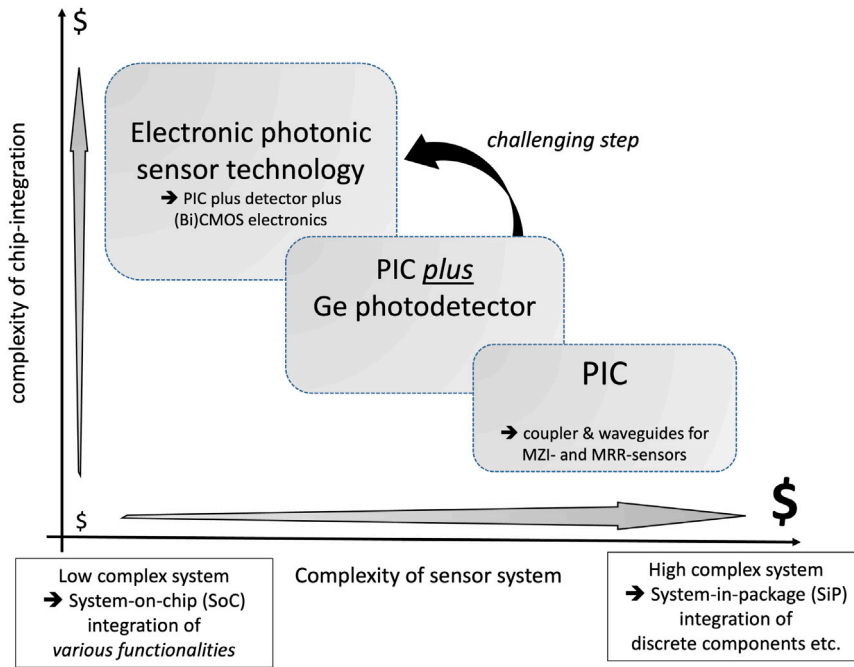 $
complexity of chip-integration
Electronic photonic
sensor technology
➔ PIC plus detector plus
(Bi)CMOS electronics
challenging step
PIC plus
Ge photodetector
PIC
➔ coupler & waveguides for
MZI- and MRR-sensors
$
$
Low complex system
➔ System-on-chip (SoC)
integration of
various functionalities
Complexity of sensor system
High complex system
➔ System-in-package (SiP)
integration of
discrete components etc.